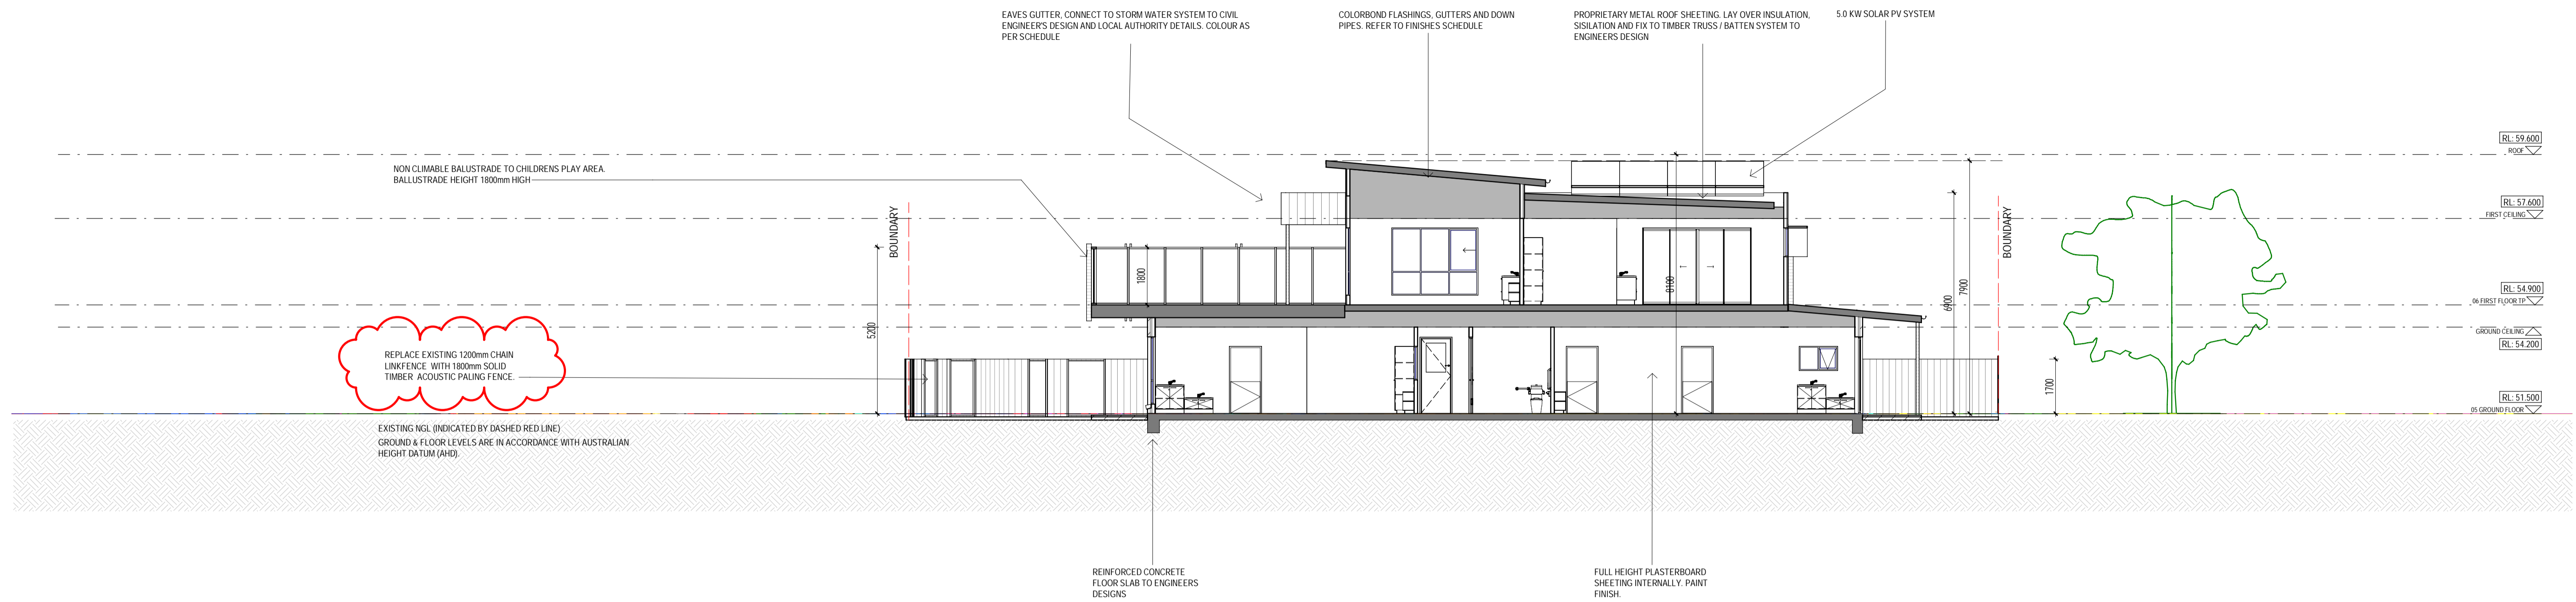 EAVES GUTTER, CONNECT TO STORM WATER SYSTEM TO CIVIL
ENGINEER'S DESIGN AND LOCAL AUTHORITY DETAILS. COLOUR AS
PER SCHEDULE
COLORBOND FLASHINGS, GUTTERS AND DOWN
PIPES. REFER TO FINISHES SCHEDULE
PROPRIETARY METAL ROOF SHEETING. LAY OVER INSULATION,
SISILATION AND FIX TO TIMBER TRUSS / BATTEN SYSTEM TO
ENGINEERS DESIGN
5.0 KW SOLAR PV SYSTEM
RL: 59.600
ROOF
NON CLIMABLE BALUSTRADE TO CHILDRENS PLAY AREA.
BALLUSTRADE HEIGHT 1800mm HIGH
RL: 57.600
FIRST CEILING
BOUNDARY
BOUNDARY
1800
8100
6900
7900
5200
RL: 54.900
06 FIRST FLOOR TP
GROUND CEILING
RL: 54.200
REPLACE EXISTING 1200mm CHAIN
LINKFENCE WITH 1800mm SOLID
TIMBER ACOUSTIC PALING FENCE.
1700
RL: 51.500
05 GROUND FLOOR
EXISTING NGL (INDICATED BY DASHED RED LINE)
GROUND & FLOOR LEVELS ARE IN ACCORDANCE WITH AUSTRALIAN
HEIGHT DATUM (AHD).
REINFORCED CONCRETE
FLOOR SLAB TO ENGINEERS
DESIGNS
FULL HEIGHT PLASTERBOARD
SHEETING INTERNALLY. PAINT
FINISH.